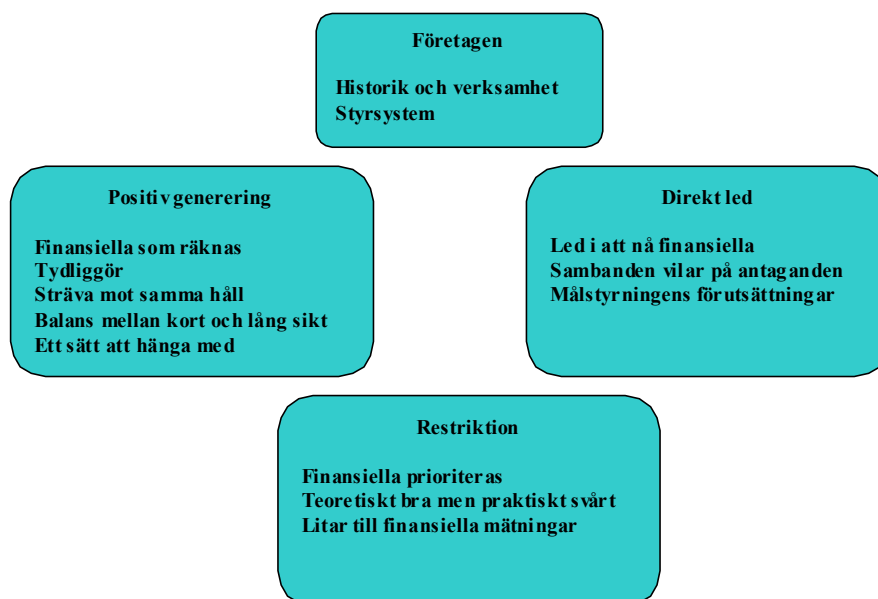 Företagen
Historik och verksamhet
Styrsystem
Positiv generering
Finansiella som räknas
Tydliggör
Sträva mot samma håll
Balans mellan kort och lång sikt
Ett sätt att hänga med
Direkt led
Led i att nå finansiella
Sambanden vilar på antaganden
Målstyrningens förutsättningar
Restriktion
Finansiella prioriteras
Teoretiskt bra men praktiskt svårt
Litar till finansiella mätningar